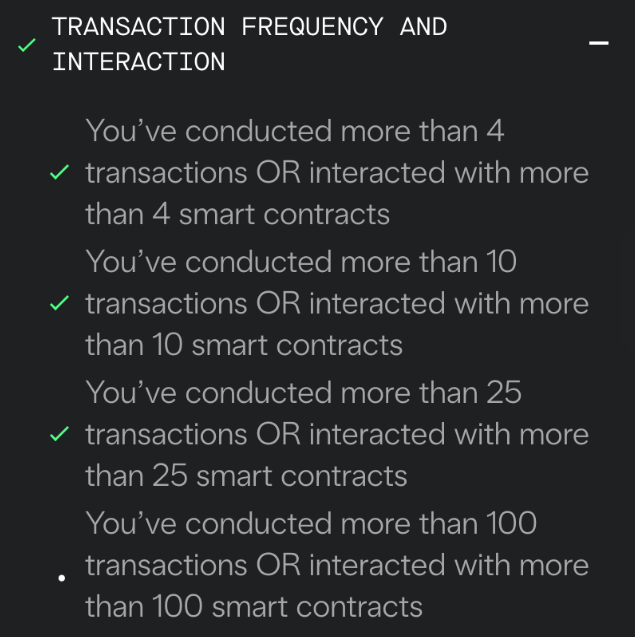 TRANSACTION FREQUENCY AND
INTERACTION
You’ve conducted more than 4
transactions OR interacted with more
than 4 smart contracts
You’ve conducted more than 10
transactions OR interacted with more
than 10 smart contracts
You’ve conducted more than 25
transactions OR interacted with more
than 25 smart contracts
You’ve conducted more than 100
transactions OR interacted with more
than 100 smart contracts